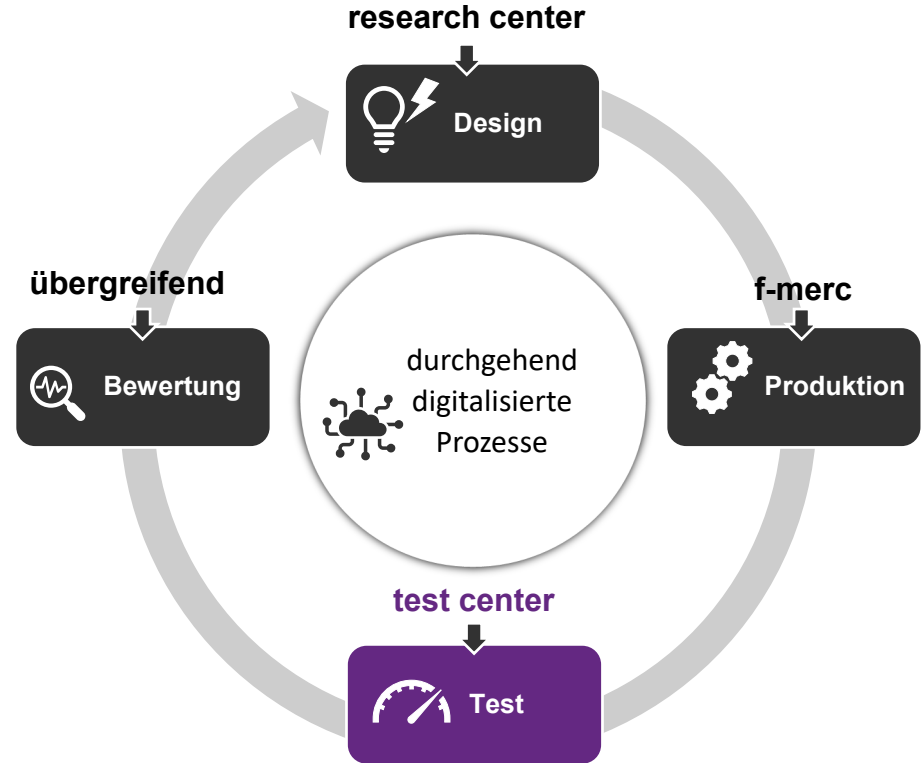 research center
Design
übergreifend
f-merc
Bewertung
durchgehend
digitalisierte
Prozesse
Produktion
test center
Test